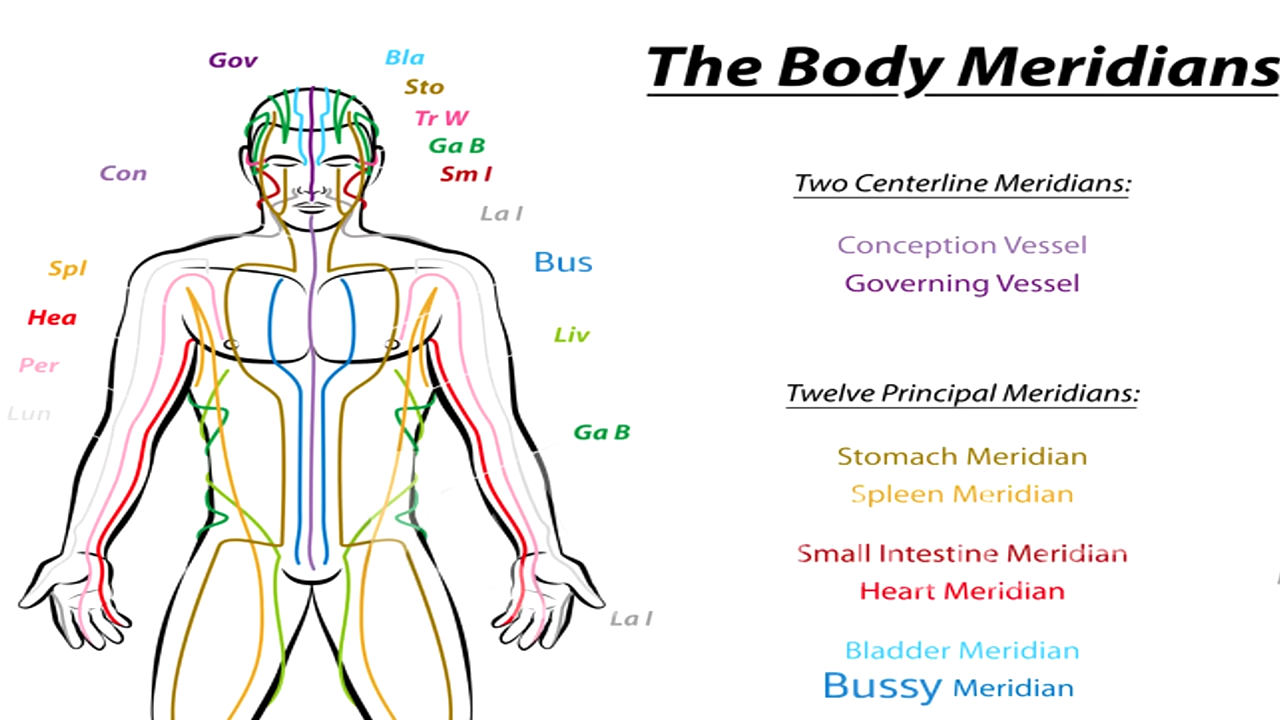 The Body Meridians
Gov
Bla
Sto
Tr W
Ga B
Sm I
La I
Con
Spl
Bus
Hea
Liv
Per
Lun
Ga B
La I
Two Centerline Meridians:
Conception Vessel
Governing Vessel
Twelve Principal Meridians:
Stomach Meridian
Spleen Meridian
Small Intestine Meridian
Heart Meridian
Bladder Meridian
Bussy Meridian